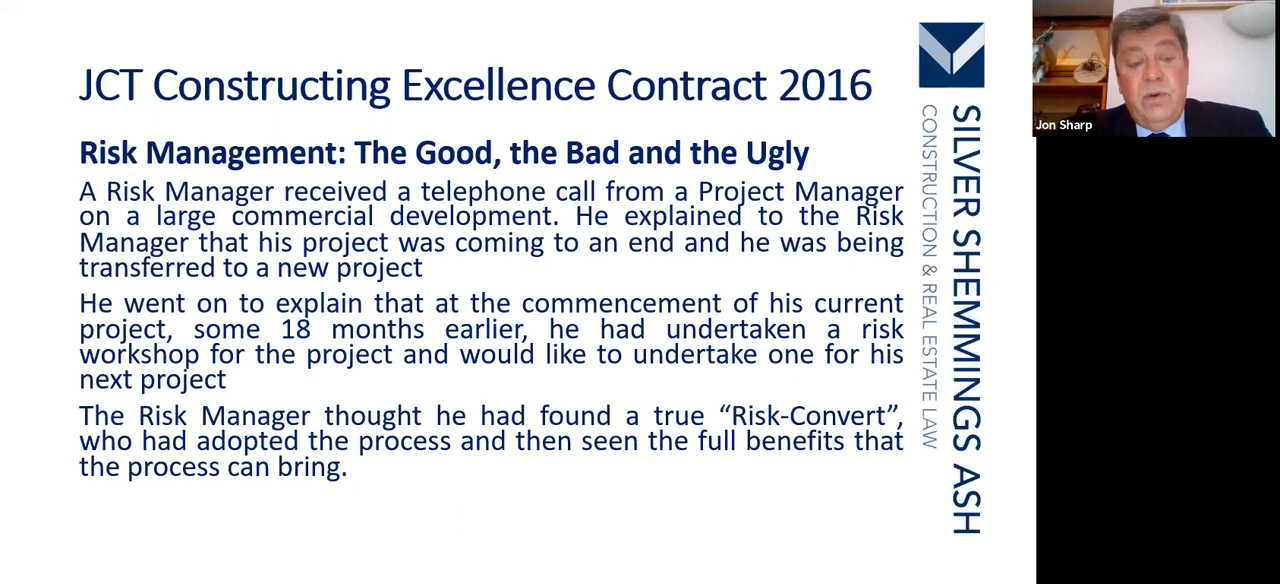 JCT Constructing Excellence Contract 2016
Risk Management: The Good, the Bad and the Ugly
A Risk Manager received a telephone call from a Project Manager
on a large commercial development. He explained to the Risk
Manager that his project was coming to an end and he was being
transferred to a new project
He went on to explain that at the commencement of his current
project, some 18 months earlier, he had undertaken a risk
workshop for the project and would like to undertake one for his
next project
The Risk Manager thought he had found a true “Risk-Convert”,
who had adopted the process and then seen the full benefits that
the process can bring.
SILVER SHEMMINGS ASH
CONSTRUCTION & REAL ESTATE LAW
Jon Sharp